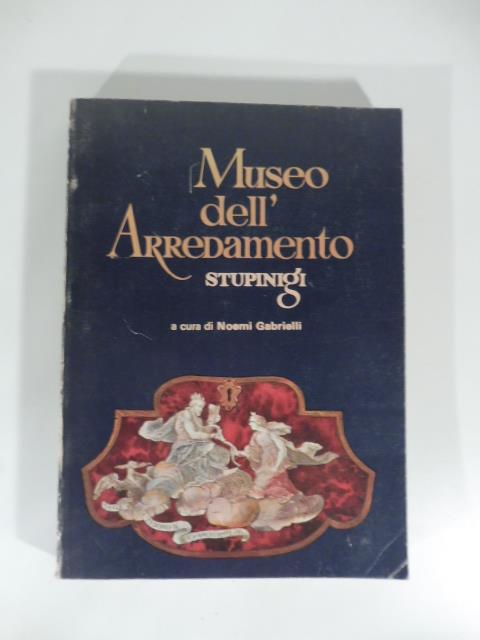 Museo
dell'
Arredamento
STUPINIGI
a cura di Noemi Gabrielli